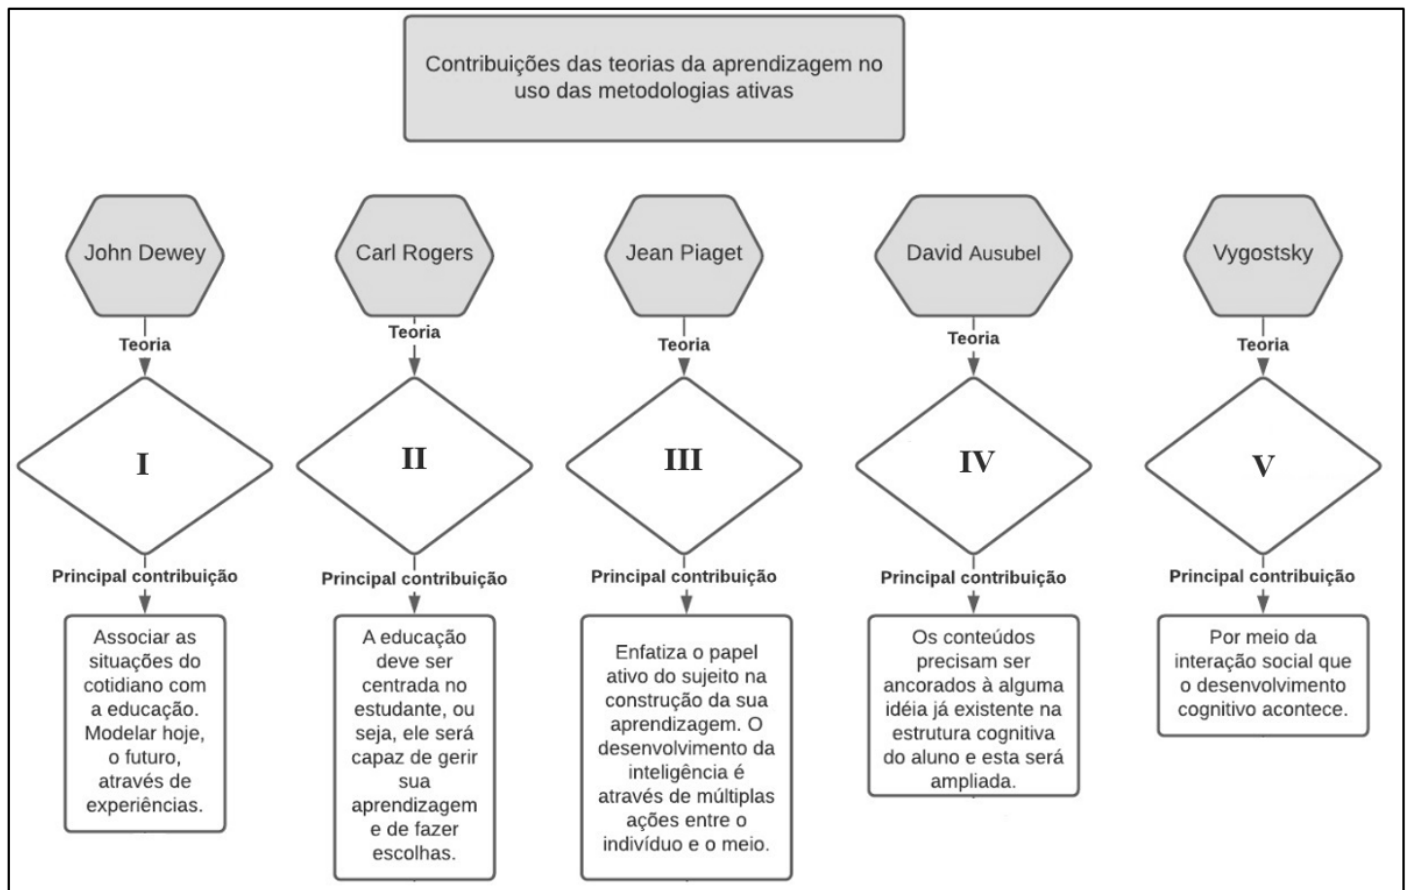 Contribuições das teorias da aprendizagem no
uso das metodologias ativas
John Dewey
Carl Rogers
Jean Piaget
David Ausubel
Vygostsky
Teoria
Teoria
Teoria
Teoria
Teoria
I
II
III
IV
V
Principal contribuição
Principal contribuição
Principal contribuição
Principal contribuição
Principal contribuição
Associar as
situações do
cotidiano com
a educação.
Modelar hoje,
o futuro,
através de
experiências.
A educação
deve ser
centrada no
estudante, ou
seja, ele será
capaz de gerir
sua
aprendizagem
e de fazer
escolhas.
Enfatiza o papel
ativo do sujeito na
construção da sua
aprendizagem. O
desenvolvimento da
inteligência é
através de múltiplas
ações entre o
indivíduo e o meio.
Os conteúdos
precisam ser
ancorados à alguma
idéia já existente na
estrutura cognitiva
do aluno e esta será
ampliada.
Por meio da
interação social que
o desenvolvimento
cognitivo acontece.